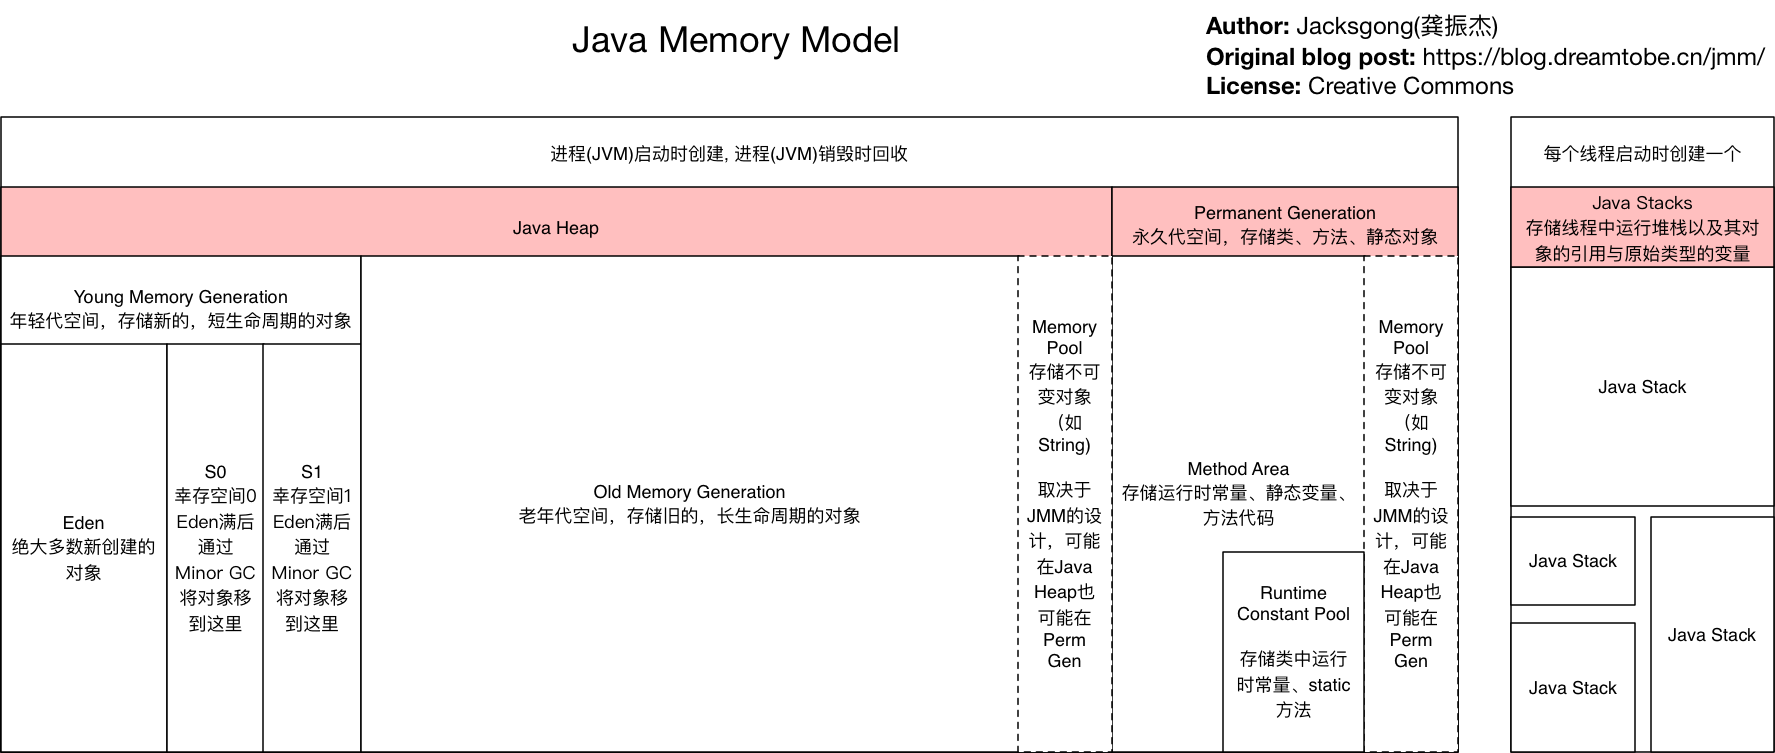 Java Memory Model
Author: Jacksgong(龚振杰)
Original blog post: https://blog.dreamtobe.cn/jmm/
License: Creative Commons
进程(JVM)启动时创建, 进程(JVM)销毁时回收
Java Heap
Permanent Generation
永久代空间，存储类、方法、静态对象
Young Memory Generation
年轻代空间，存储新的，短生命周期的对象
Eden
绝大多数新创建的
对象
S0
幸存空间0
Eden满后
通过
Minor GC
将对象移
到这里
S1
幸存空间1
Eden满后
通过
Minor GC
将对象移
到这里
Old Memory Generation
老年代空间，存储旧的，长生命周期的对象
Memory
Pool
存储不可
变对象
（如
String)
取决于
JMM的设
计，可能
在Java
Heap也
可能在
Perm
Gen
Method Area
存储运行时常量、静态变量、
方法代码
Runtime
Constant Pool
存储类中运行
时常量、static
方法
Memory
Pool
存储不可
变对象
（如
String)
取决于
JMM的设
计，可能
在Java
Heap也
可能在
Perm
Gen
每个线程启动时创建一个
Java Stacks
存储线程中运行堆栈以及其对
象的引用与原始类型的变量
Java Stack
Java Stack
Java Stack
Java Stack